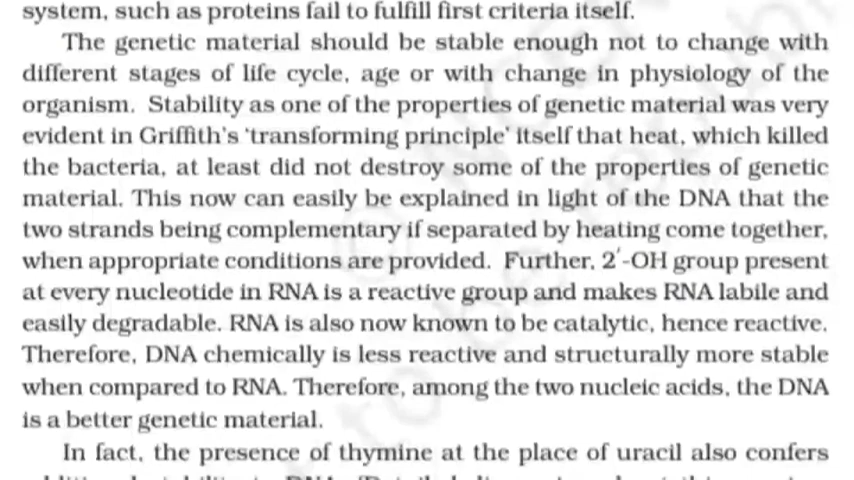 system, such as proteins fail to fulfill first criteria itself.
The genetic material should be stable enough not to change with
different stages of life cycle, age or with change in physiology of the
organism. Stability as one of the properties of genetic material was very
evident in Griffith's 'transforming principle' itself that heat, which killed
the bacteria, at least did not destroy some of the properties of genetic
material. This now can easily be explained in light of the DNA that the
two strands being complementary if separated by heating come together,
when appropriate conditions are provided. Further, 2′-OH group present
at every nucleotide in RNA is a reactive group and makes RNA labile and
easily degradable. RNA is also now known to be catalytic, hence reactive.
Therefore, DNA chemically is less reactive and structurally more stable
when compared to RNA. Therefore, among the two nucleic acids, the DNA
is a better genetic material.
In fact, the presence of thymine at the place of uracil also confers